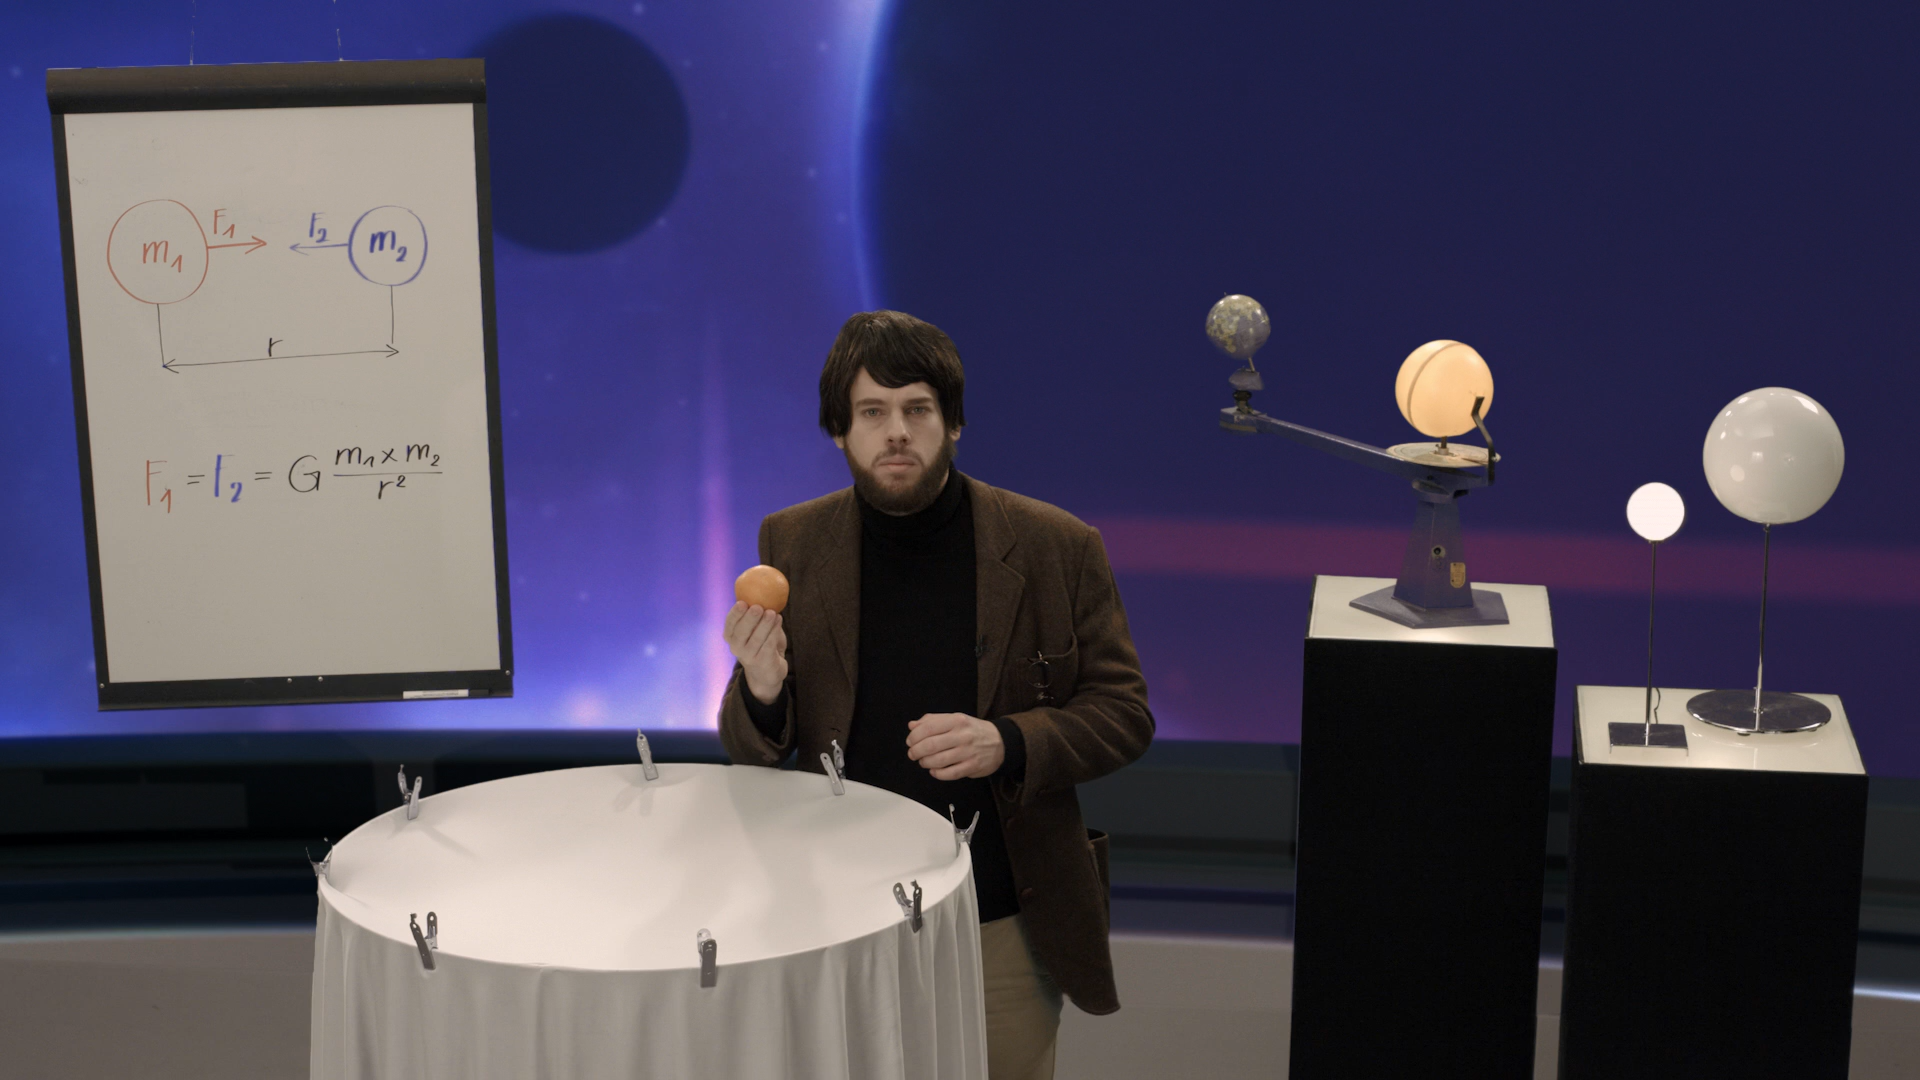 F₁ F₂
m₁ m₂
r
F₁ = F₂ = G m₁ x m₂ / r²